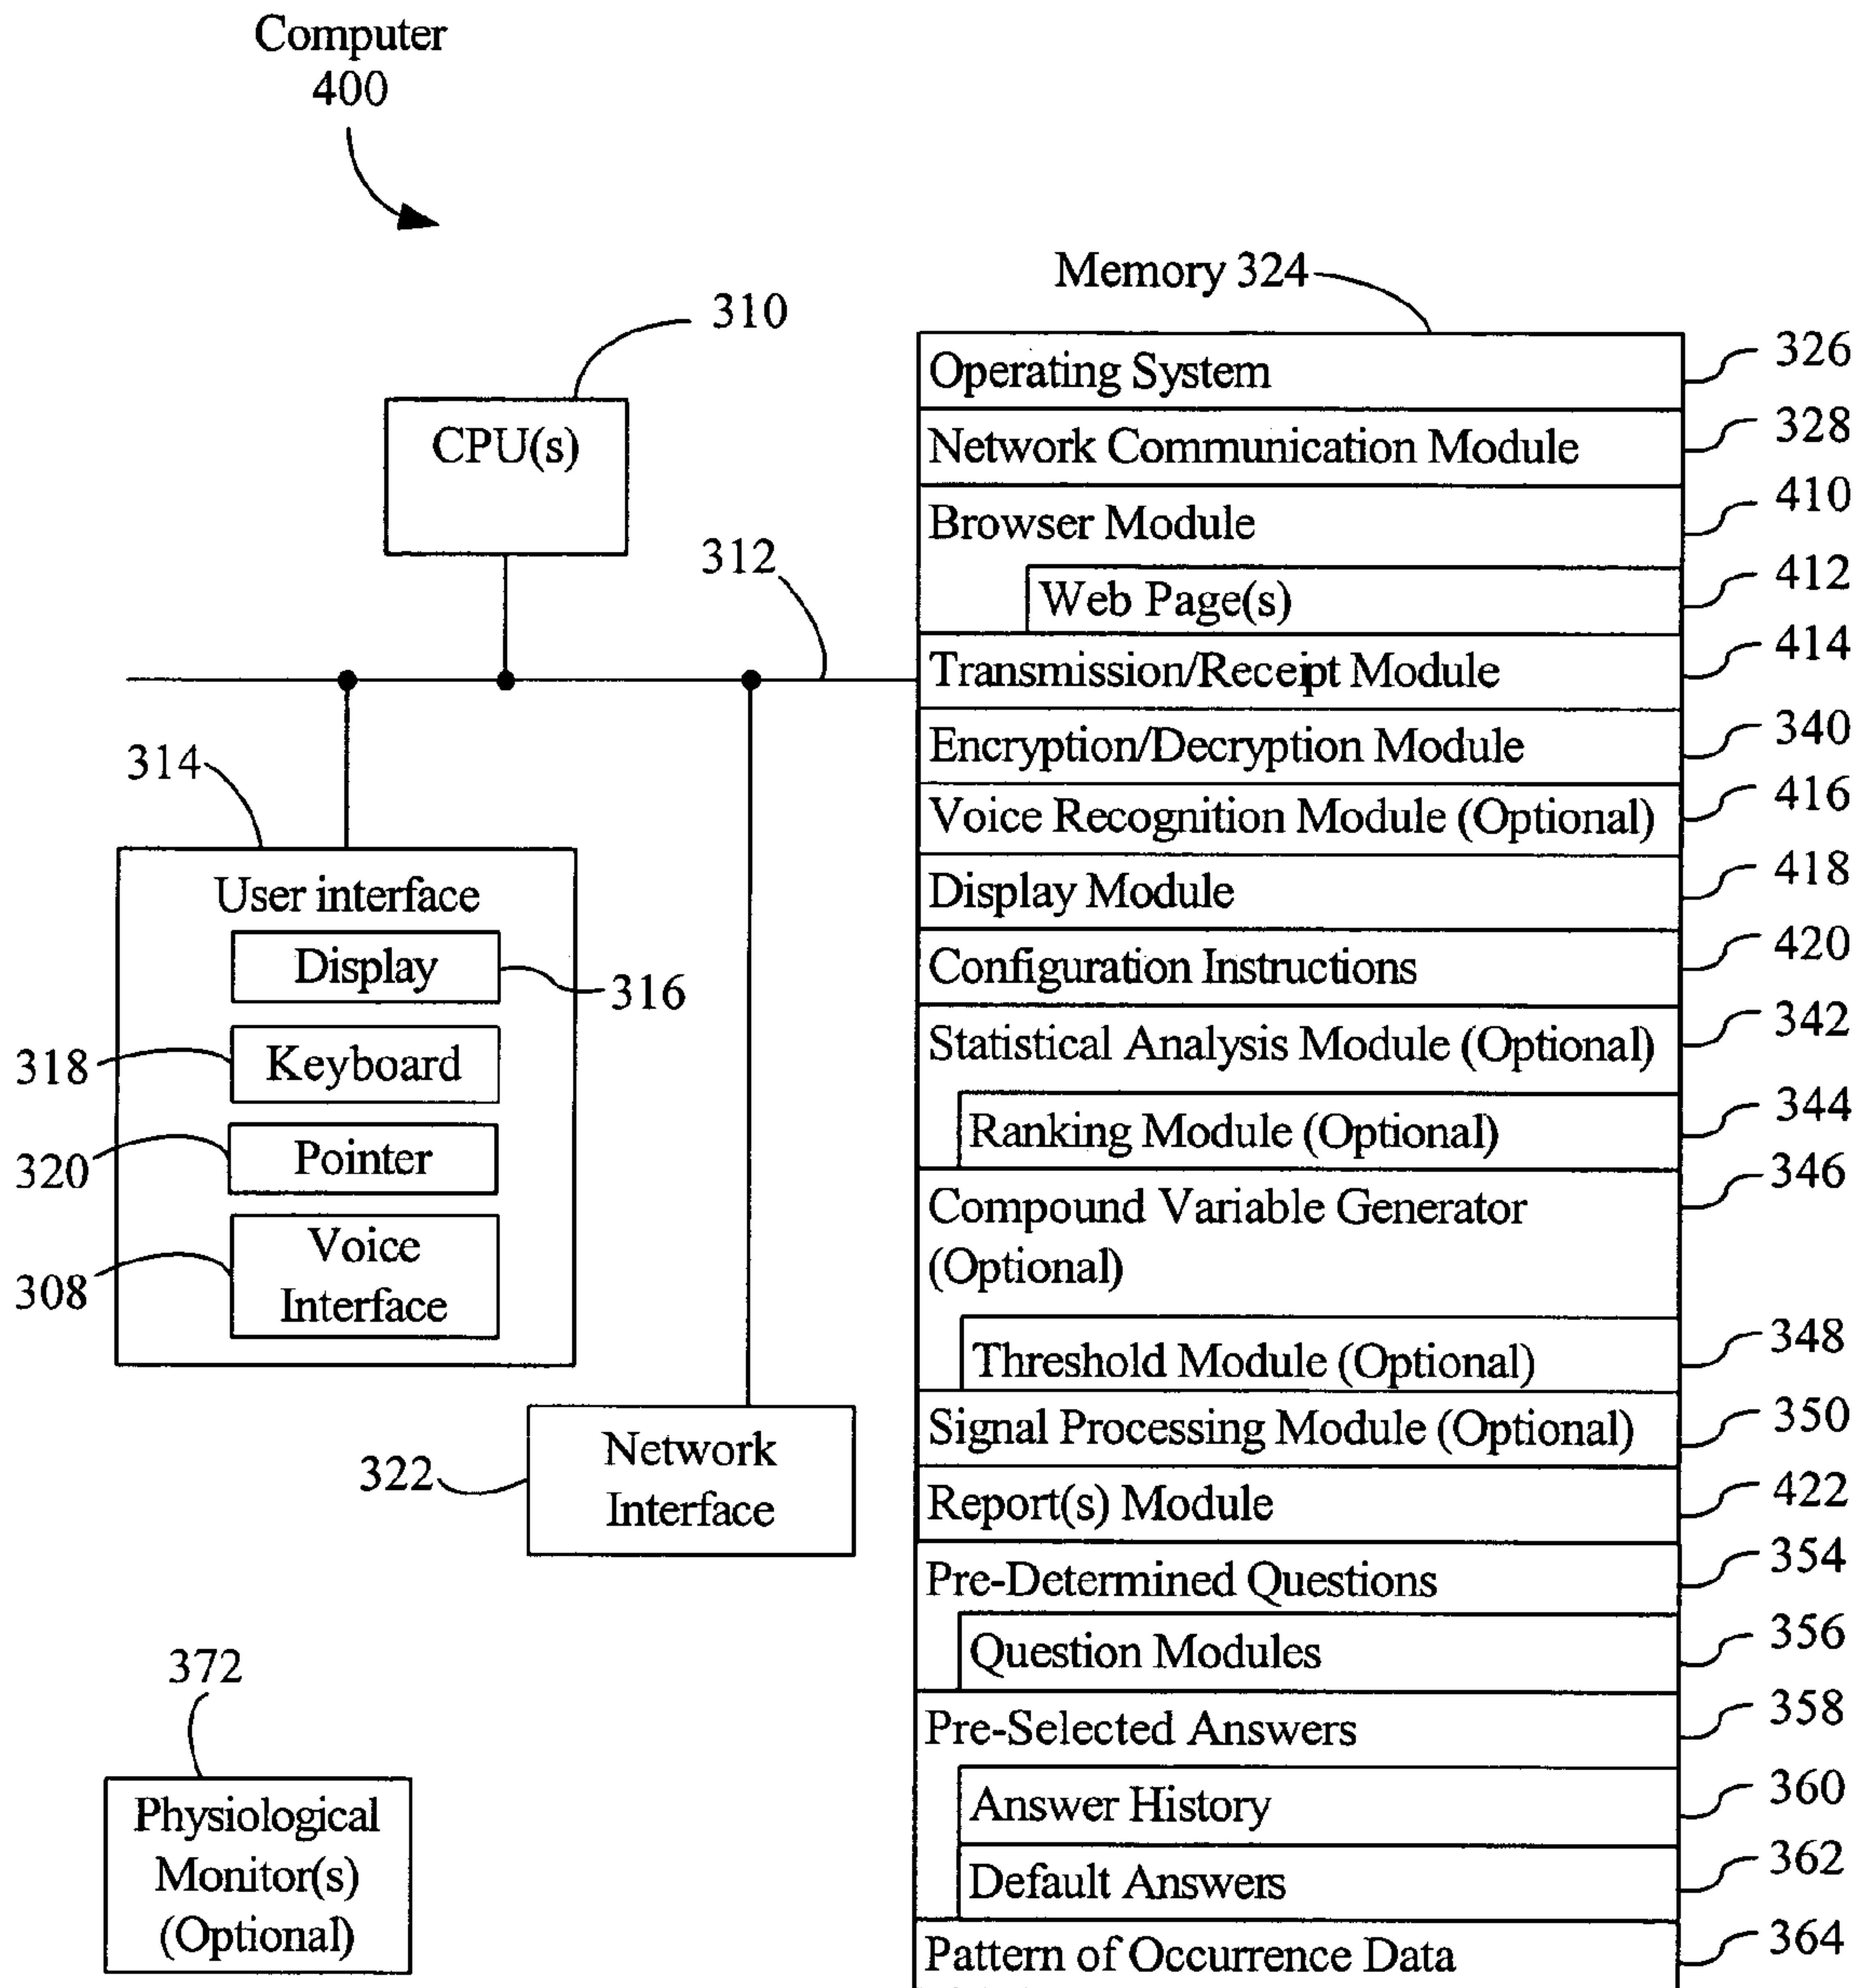 Computer
400
Memory 324
310
326
Operating System
CPU(s)
328
Network Communication Module
410
Browser Module
312
412
Web Page(s)
414
Transmission/Receipt Module
340
Encryption/Decryption Module
314
416
Voice Recognition Module (Optional)
418
Display Module
User interface
420
Configuration Instructions
Display
316
342
Statistical Analysis Module (Optional)
318
Keyboard
344
Ranking Module (Optional)
320
Pointer
346
Compound Variable Generator
(Optional)
308
Voice
Interface
348
Threshold Module (Optional)
350
Signal Processing Module (Optional)
322
Network
Interface
422
Report(s) Module
354
Pre-Determined Questions
356
Question Modules
372
358
Pre-Selected Answers
360
Answer History
Physiological
Monitor(s)
(Optional)
362
Default Answers
364
Pattern of Occurrence Data